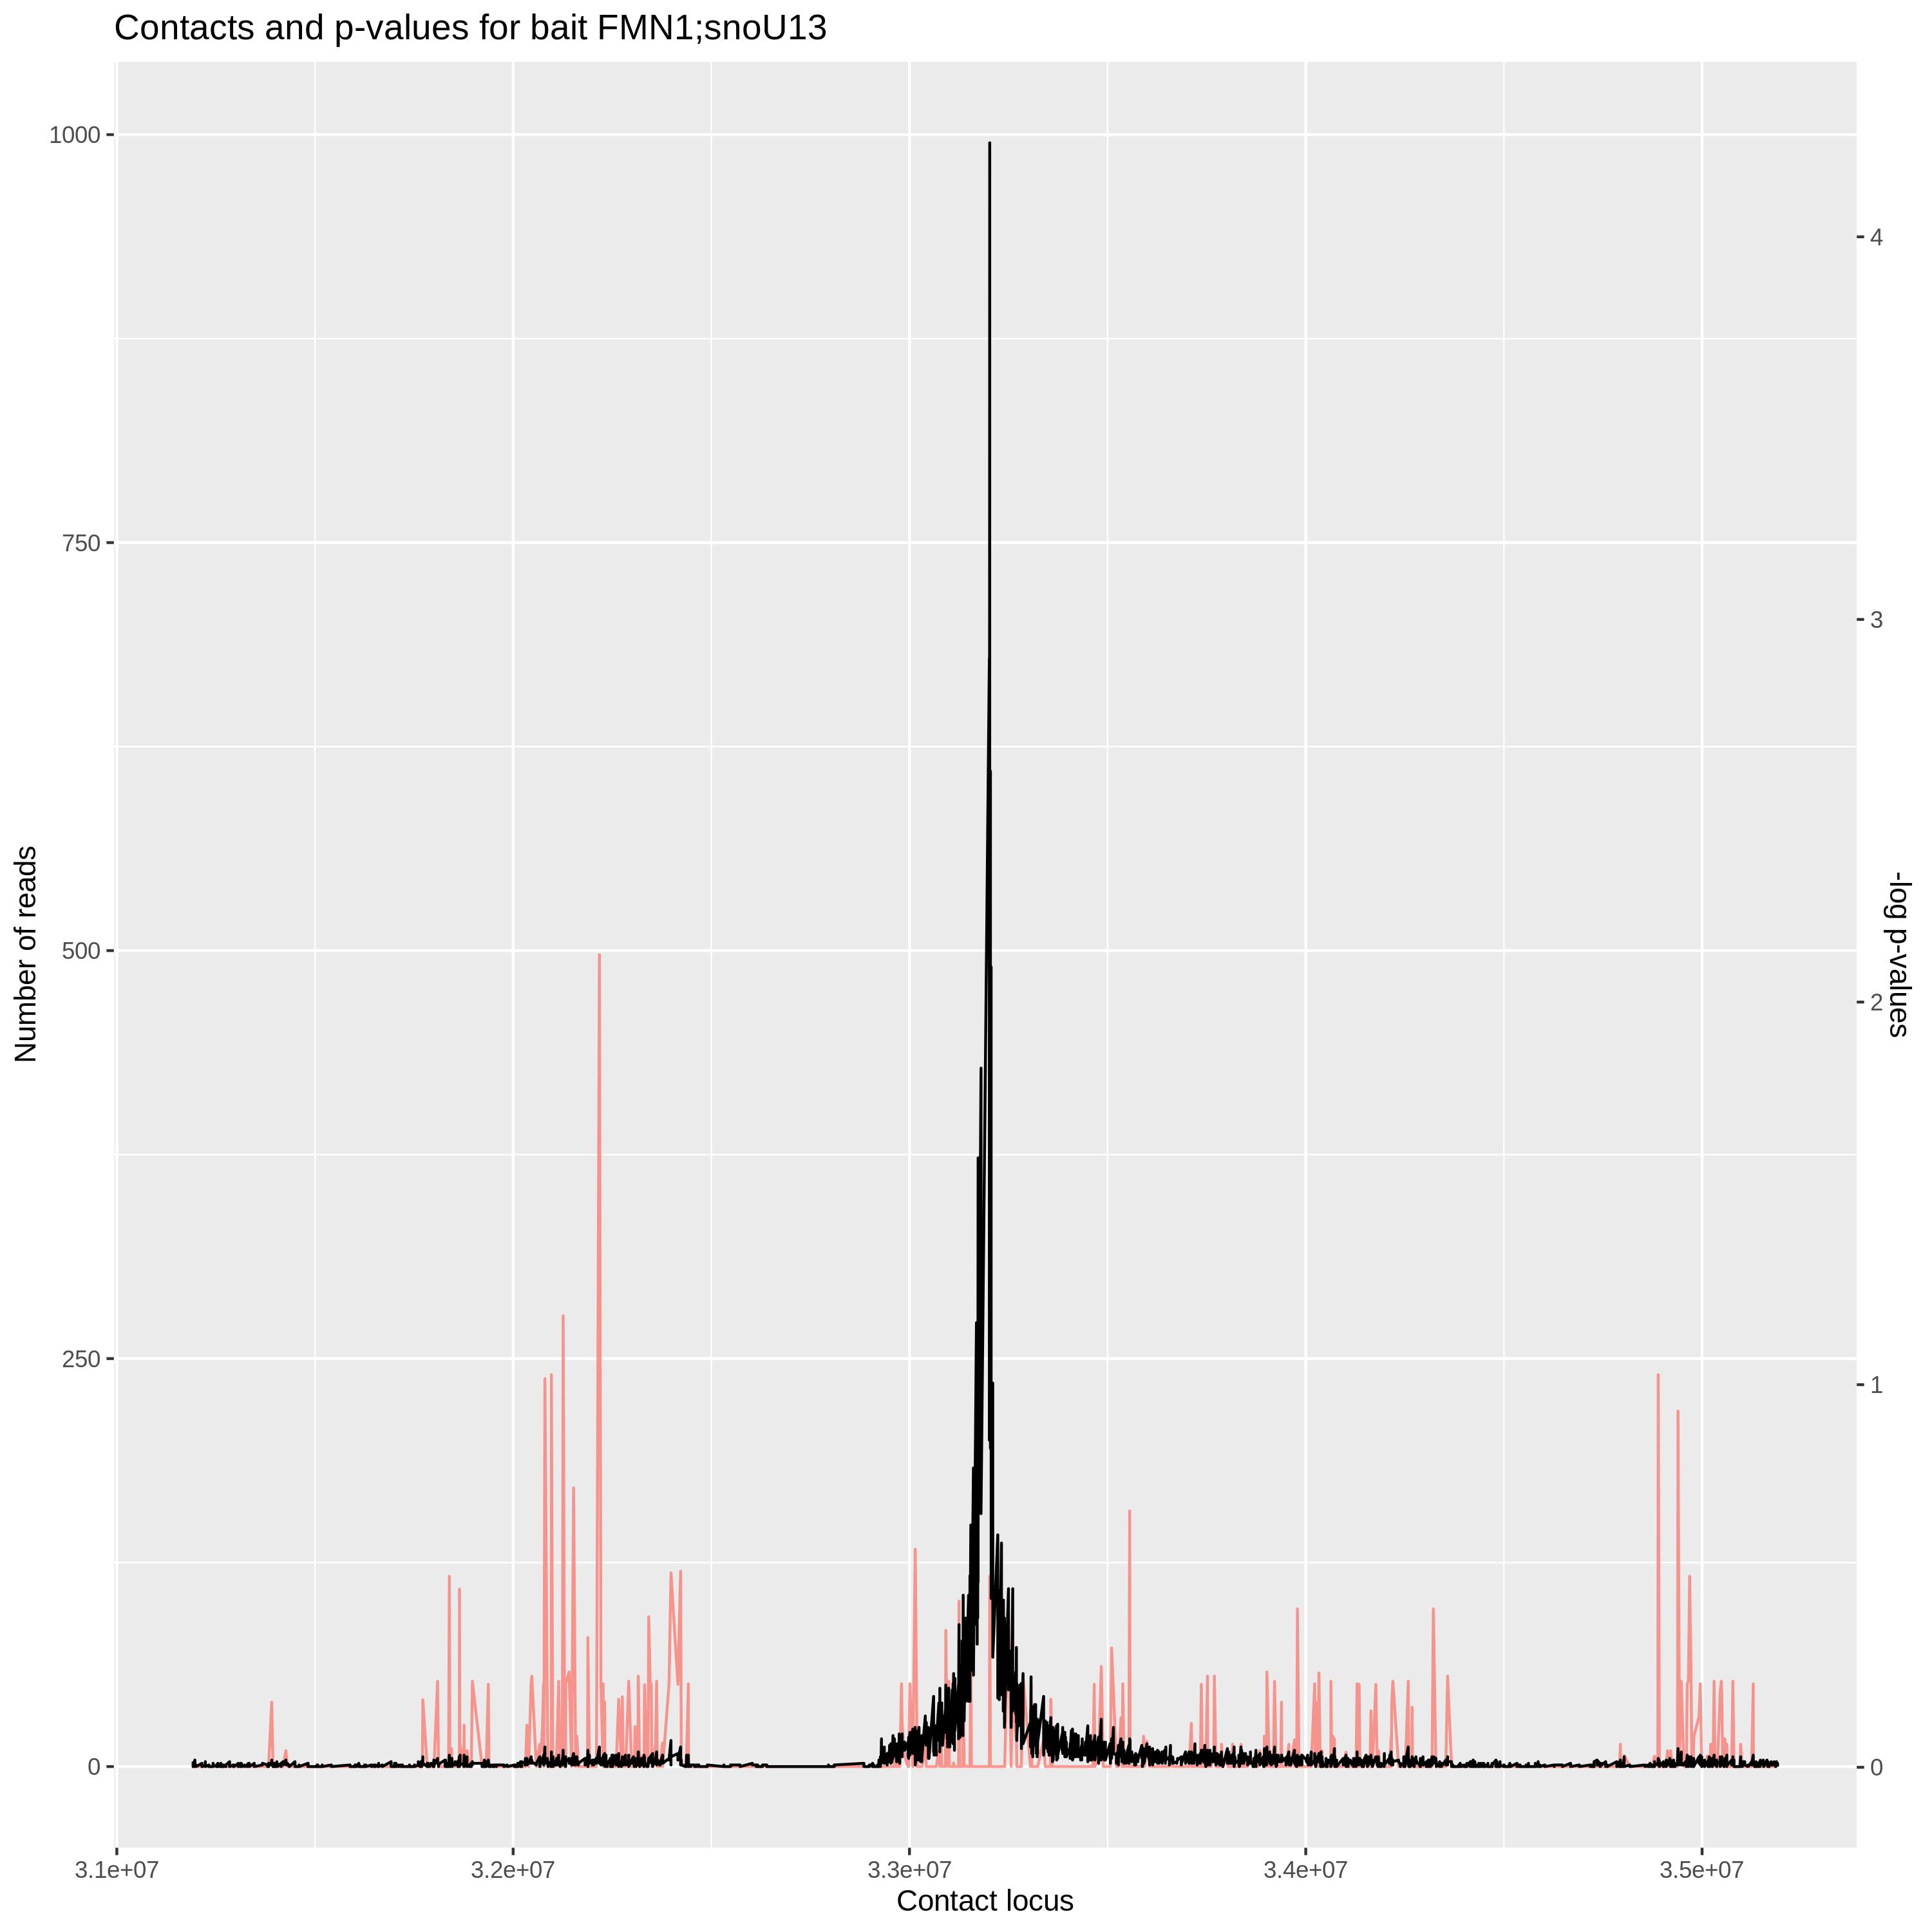 Contacts and p-values for bait FMN1;snoU13
1000
750
500
250
0
Number of reads
4
3
2
1
0
-log p-values
3.1e+07
3.2e+07
3.3e+07
3.4e+07
3.5e+07
Contact locus